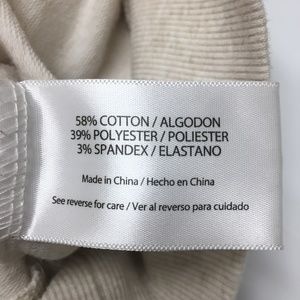 58% COTTON / ALGODON
39% POLYESTER / POLIESTER
3% SPANDEX / ELASTANO
Made in China / Hecho en China
See reverse for care / Ver al reverso para cuidado